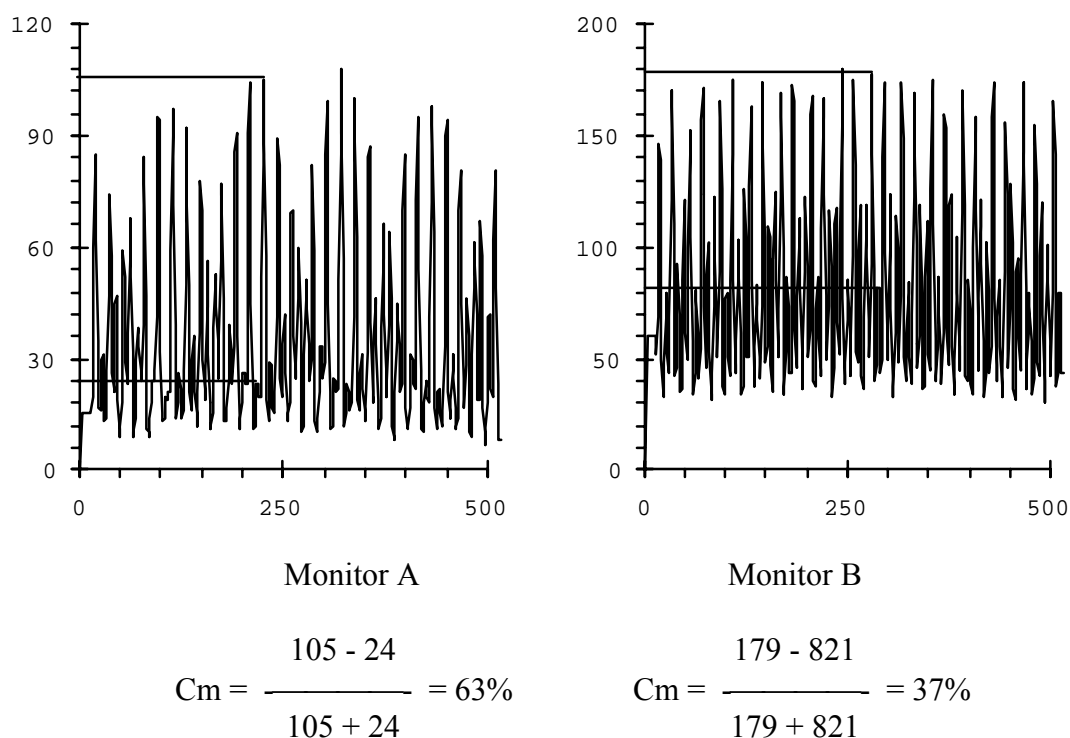 120
90
60
30
0
0 250 500
200
150
100
50
0
0 250 500
Monitor A
Monitor B
105 - 24
Cm = ————— = 63%
105 + 24
179 - 821
Cm = ————— = 37%
179 + 821